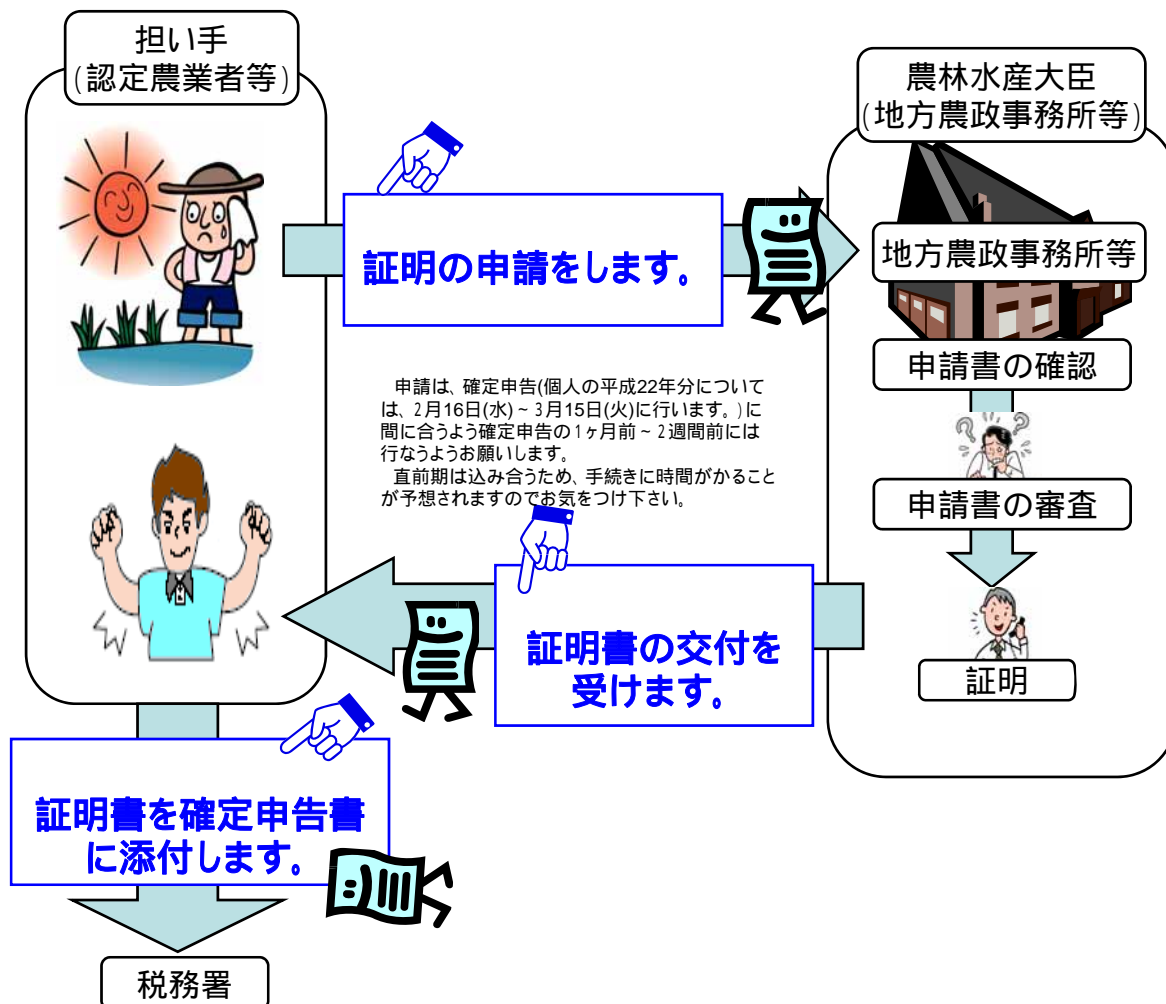 担い手
(認定農業者等)
農林水産大臣
(地方農政事務所等)
証明の申請をします。
地方農政事務所等
申請書の確認
申請は、確定申告(個人の平成22年分について
は、2月16日(水)~3月15日(火)に行います。)に
間に合うよう確定申告の1ヶ月前~2週間前には
行なうようお願いします。
直前期は込み合うため、手続きに時間がかることが
予想されますのでお気をつけ下さい。
申請書の審査
証明書の交付を
受けます。
証明
証明書を確定申告書
に添付します。
税務署